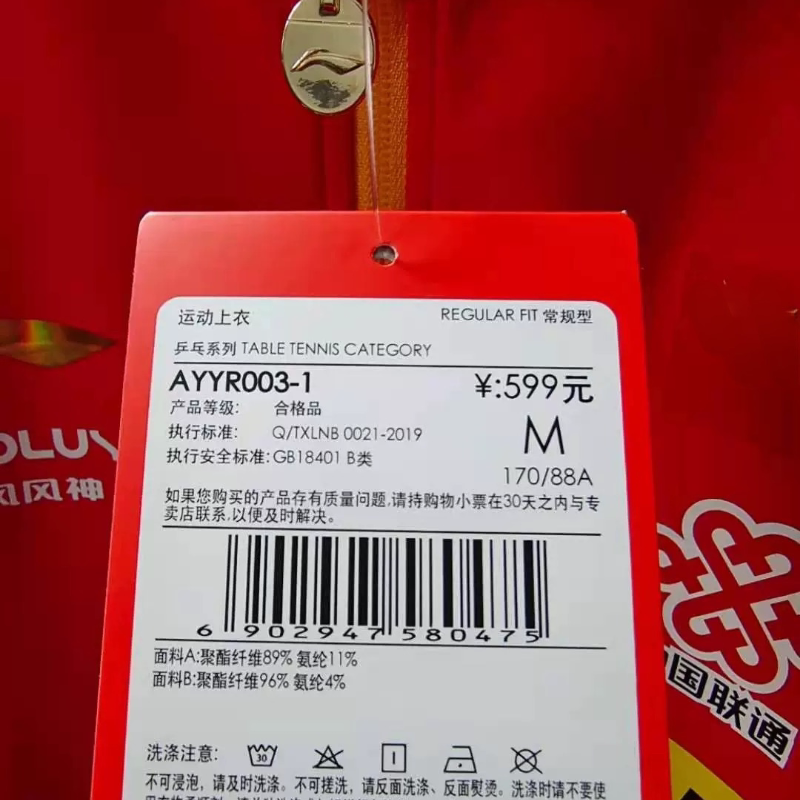 运动上衣 REGULAR FIT 常规型
乒乓系列 TABLE TENNIS CATEGORY
AYYR003-1 ¥:599元
产品等级: 合格品
执行标准: Q/TXLNB 0021-2019 M
执行安全标准:GB18401 B类 170/88A
如果您购买的产品存有质量问题,请持购物小票在30天之内与专
卖店联系,以便及时解决。
6 902947 580475
面料A:聚酯纤维89% 氨纶11%
面料B:聚酯纤维96% 氨纶4%
洗涤注意: 30
不可浸泡，请及时洗涤。不可搓洗，请反面洗涤、反面熨烫。洗涤时请不要使
OLUY
风神
国联通